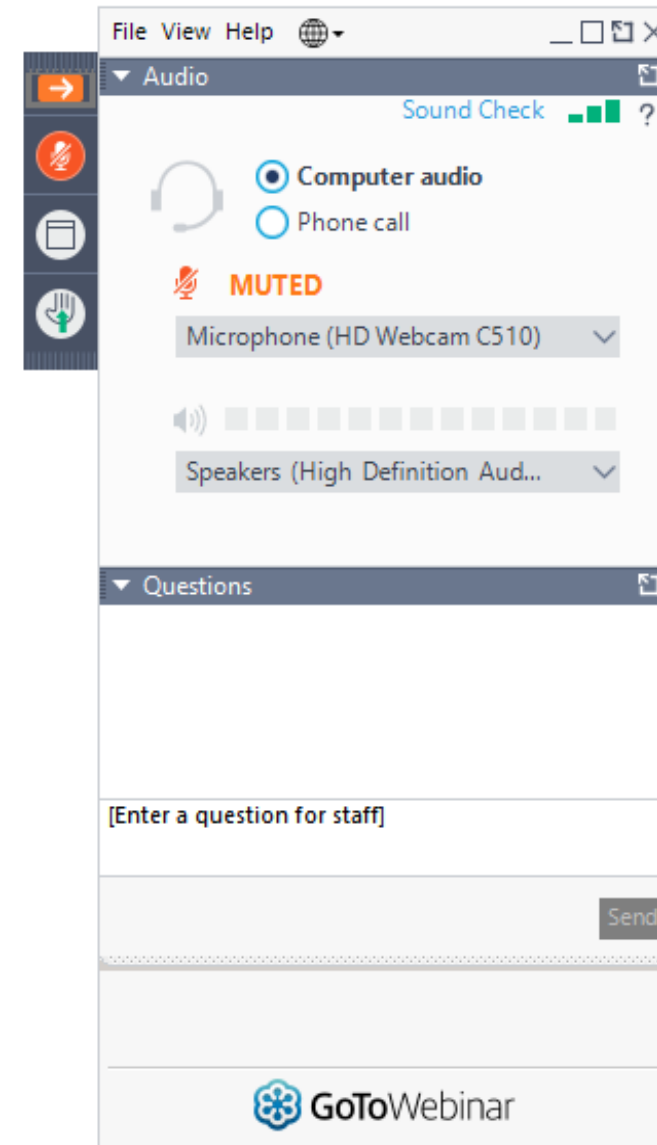 File View Help
Audio
Sound Check ?
Computer audio
Phone call
MUTED
Microphone (HD Webcam C510)
Speakers (High Definition Aud...
Questions
[Enter a question for staff]
Send
GoToWebinar